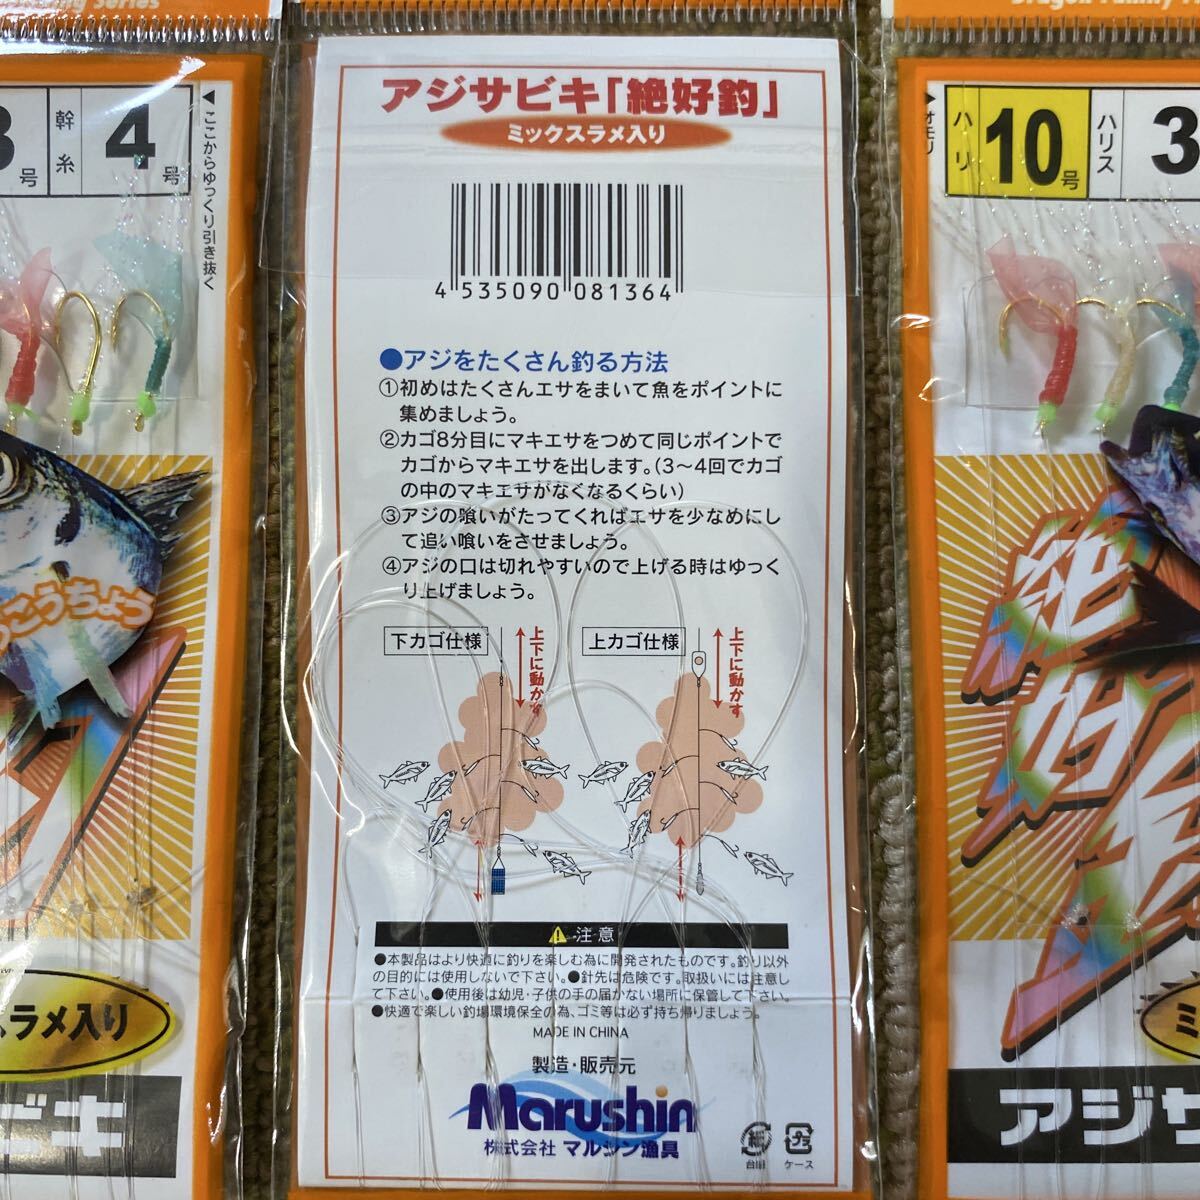 アジサビキ「絶好釣」
ミックスラメ入り
4 535090 081364
●アジをたくさん釣る方法
①初めはたくさんエサをまいて魚をポイントに
集めましょう。
②カゴ8分目にマキエサをつめて同じポイントで
カゴからマキエサを出します。(3〜4回でカゴ
の中のマキエサがなくなるくらい)
③アジの喰いがたってくればエサを少なめにし
て追い喰いをさせましょう。
④アジの口は切れやすいので上げる時はゆっく
り上げましょう。
下カゴ仕様
上下に動かす
上カゴ仕様
上下に動かす
注意
●本製品はより快適に釣りを楽しむ為に開発されたものです。釣り以外
の目的には使用しないで下さい。●針先は危険です。取扱いには注意し
て下さい。●使用後は幼児・子供の手の届かない場所に保管して下さい。
●快適で楽しい釣場環境保全の為、ゴミ等は必ず持ち帰りましょう。
MADE IN CHINA
製造・販売元
Marushin
株式会社 マルシン漁具
紙
台紙
プラ
ケース
3号
幹糸
4号
◀ここからゆっくり引き抜く
こうちょう
ラメ入り
ビキ
Series
オモリ
ハリ
10号
ハリス
3
絶好
ミ
アジサ